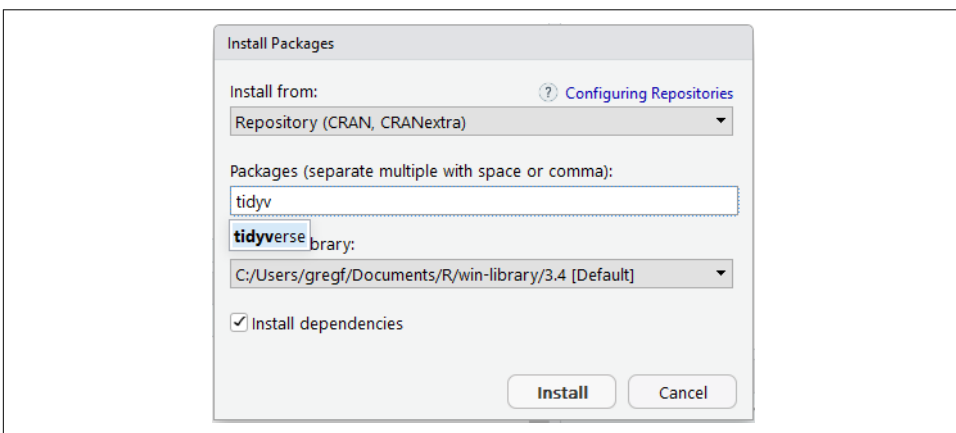 Install Packages
Install from:
? Configuring Repositories
Repository (CRAN, CRANextra)
Packages (separate multiple with space or comma):
tidyv
tidyverse
brary:
C:/Users/gregf/Documents/R/win-library/3.4 [Default]
Install dependencies
Install Cancel